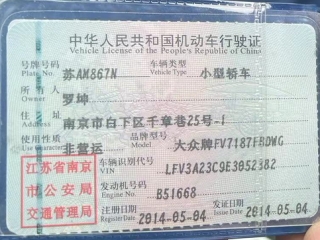 中华人民共和国机动车行驶证
Vehicle License of the People's Republic of China
号牌号码 苏AM867N 车辆类型 小型轿车
Plate No. Vehicle Type
所有人 罗坤
Owner
住址 南京市白下区千章巷25号-1
Address
使用性质 非营运 品牌型号 大众牌FV7187FBDWG
Use Character Model
江苏省南京
市公安局
交通管理局
车辆识别代号 LFV3A23C9E3052382
VIN
发动机号码 B51668
Engine No.
注册日期 2014-05-04 发证日期 2014-05-04
Register Date Issue Date